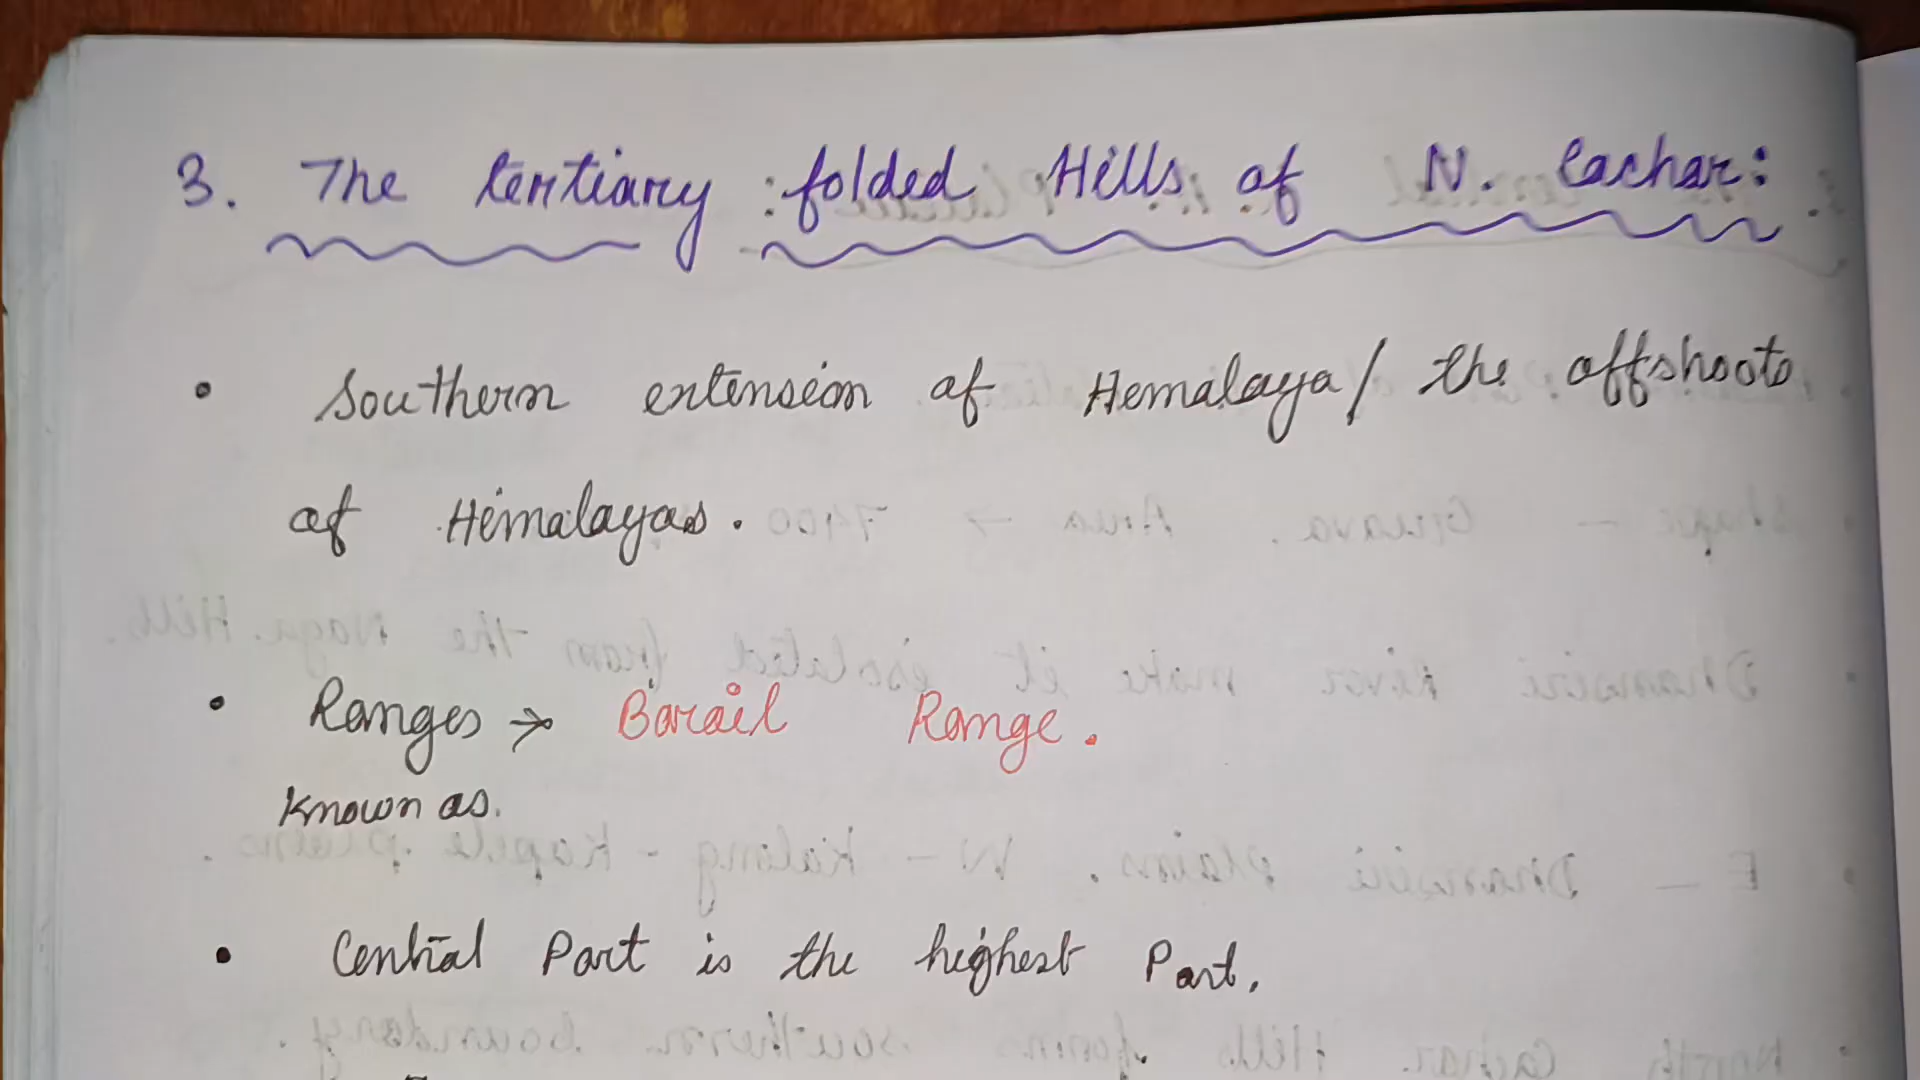 3. The tertiary folded Hills of N. Cachar:
• Southern extension of Hemalaya / the offshoots
of Himalayas.
• Ranges → Barail Range.
known as.
• Central Part is the highest Part.